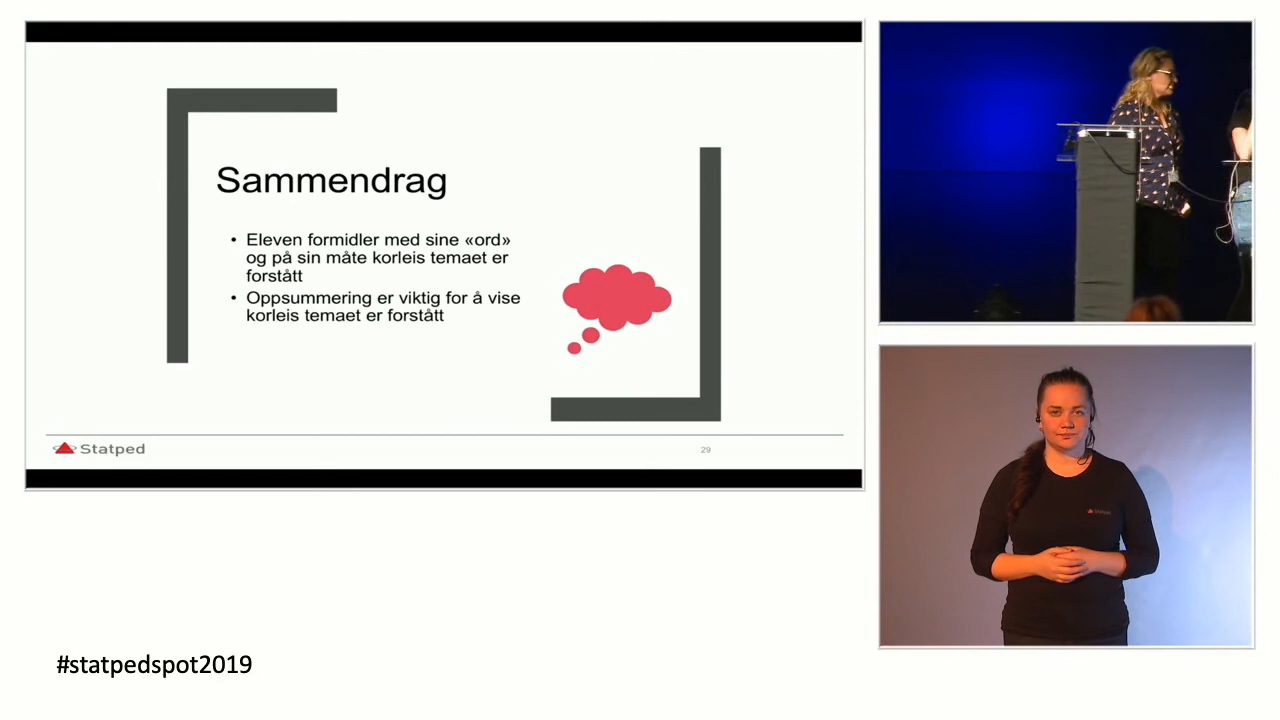 Sammendrag
• Eleven formidler med sine «ord»
og på sin måte korleis temaet er
forstått
• Oppsummering er viktig for å vise
korleis temaet er forstått
Statped
29
Statped
#statpedspot2019